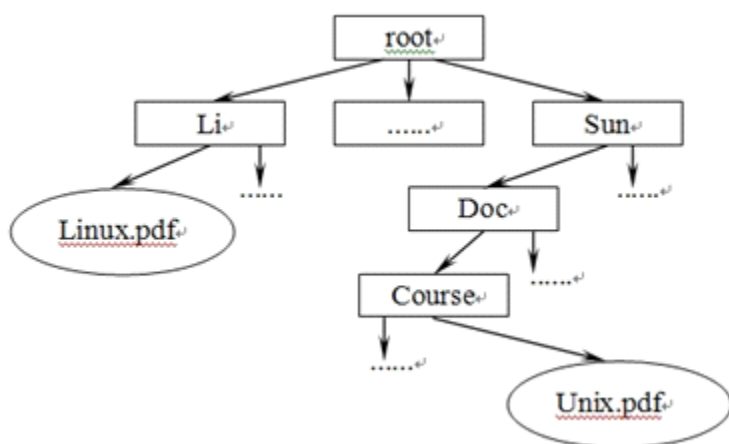 root
Li
……
Sun
……
……
Doc
Linux.pdf
……
Course
……
Unix.pdf